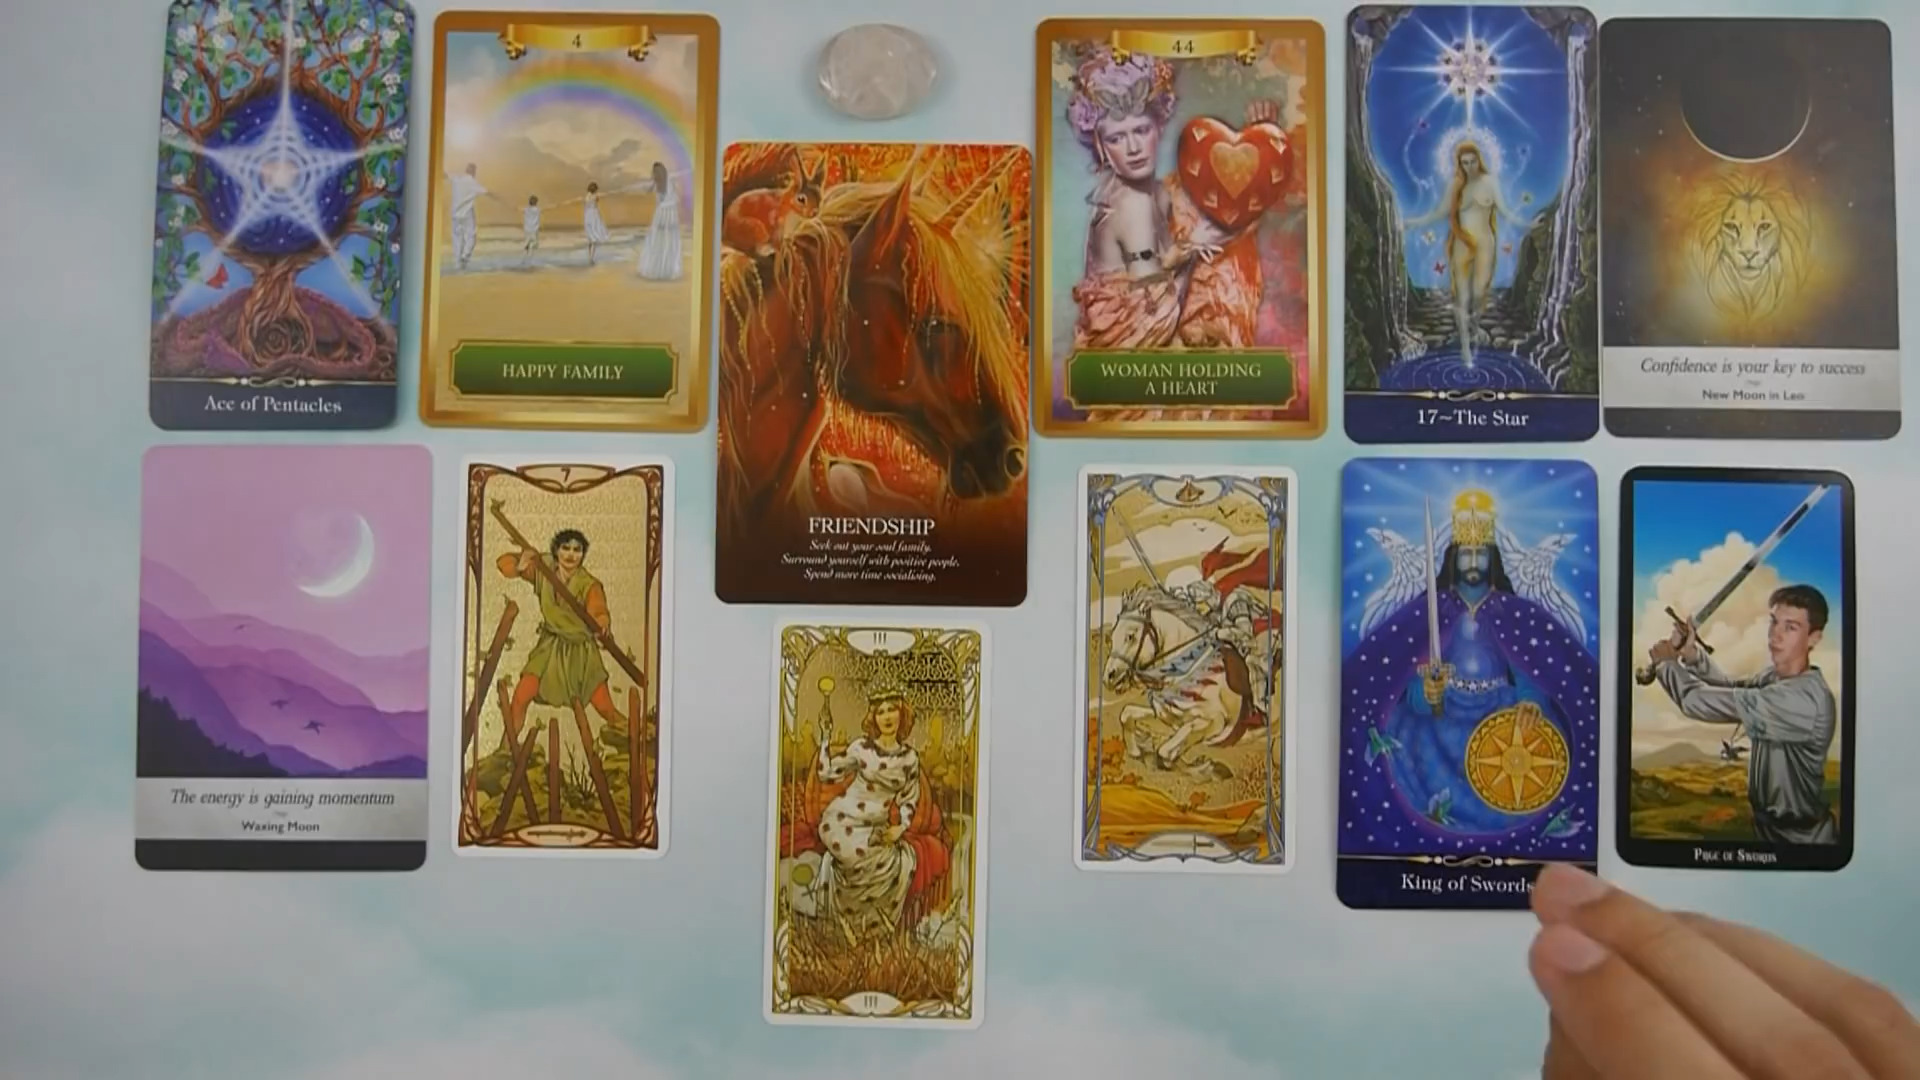 Ace of Pentacles
4
HAPPY FAMILY
FRIENDSHIP
Seek out your soul family.
Surround yourself with positive people.
Spend more time socialising.
44
WOMAN HOLDING
A HEART
17~The Star
Confidence is your key to success
New Moon in Leo
The energy is gaining momentum
Waxing Moon
7
III
III
King of Swords
PAGE OF SWORDS